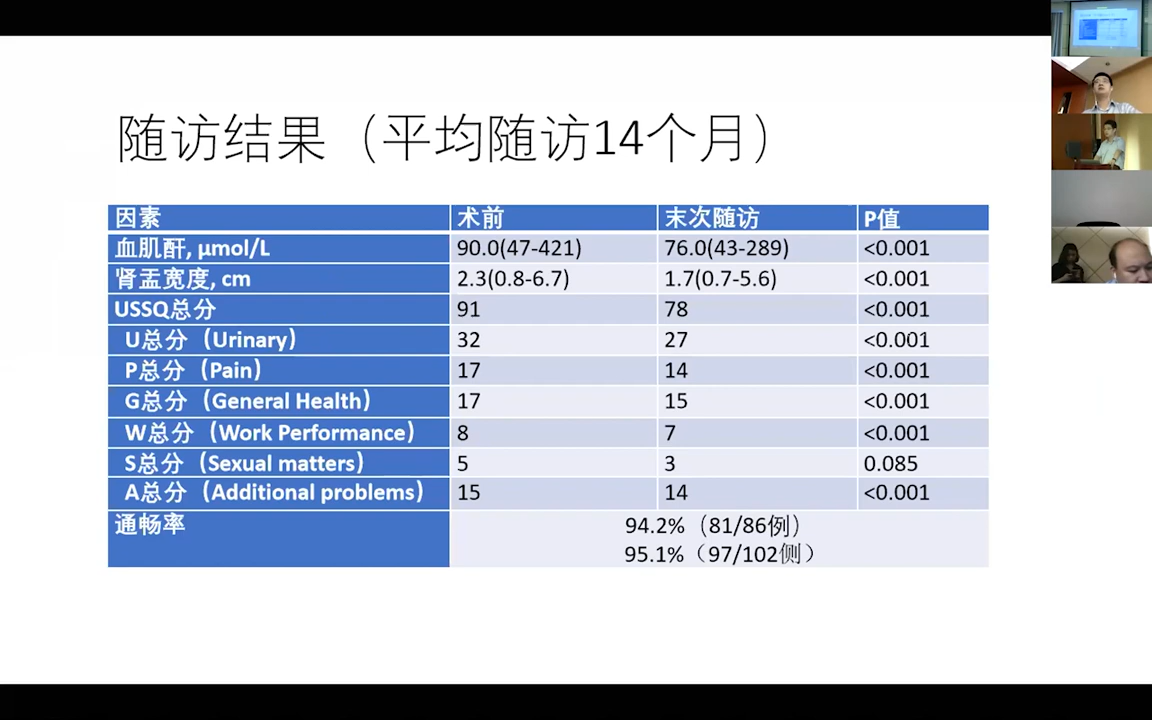 随访结果（平均随访14个月）
因素 术前 末次随访 P值
血肌酐, μmol/L 90.0(47-421) 76.0(43-289) <0.001
肾盂宽度, cm 2.3(0.8-6.7) 1.7(0.7-5.6) <0.001
USSQ总分 91 78 <0.001
U总分（Urinary） 32 27 <0.001
P总分（Pain） 17 14 <0.001
G总分（General Health） 17 15 <0.001
W总分（Work Performance） 8 7 <0.001
S总分（Sexual matters） 5 3 0.085
A总分（Additional problems） 15 14 <0.001
通畅率 94.2%（81/86例）
95.1%（97/102侧）